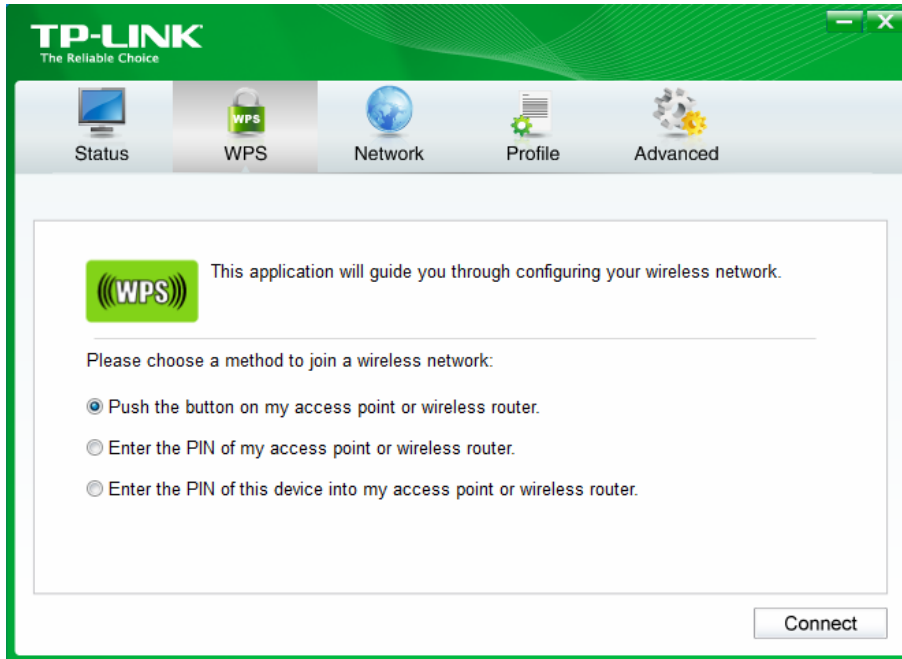 TP-LINK
The Reliable Choice
Status WPS Network Profile Advanced
WPS
This application will guide you through configuring your wireless network.
(((WPS)))
Please choose a method to join a wireless network:
Push the button on my access point or wireless router.
Enter the PIN of my access point or wireless router.
Enter the PIN of this device into my access point or wireless router.
Connect